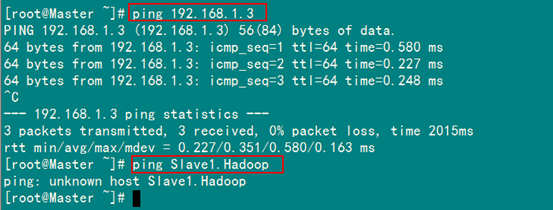 [root@Master ~]# ping 192.168.1.3
PING 192.168.1.3 (192.168.1.3) 56(84) bytes of data.
64 bytes from 192.168.1.3: icmp_seq=1 ttl=64 time=0.580 ms
64 bytes from 192.168.1.3: icmp_seq=2 ttl=64 time=0.227 ms
64 bytes from 192.168.1.3: icmp_seq=3 ttl=64 time=0.248 ms
^C
--- 192.168.1.3 ping statistics ---
3 packets transmitted, 3 received, 0% packet loss, time 2015ms
rtt min/avg/max/mdev = 0.227/0.351/0.580/0.163 ms
[root@Master ~]# ping Slave1.Hadoop
ping: unknown host Slave1.Hadoop
[root@Master ~]#